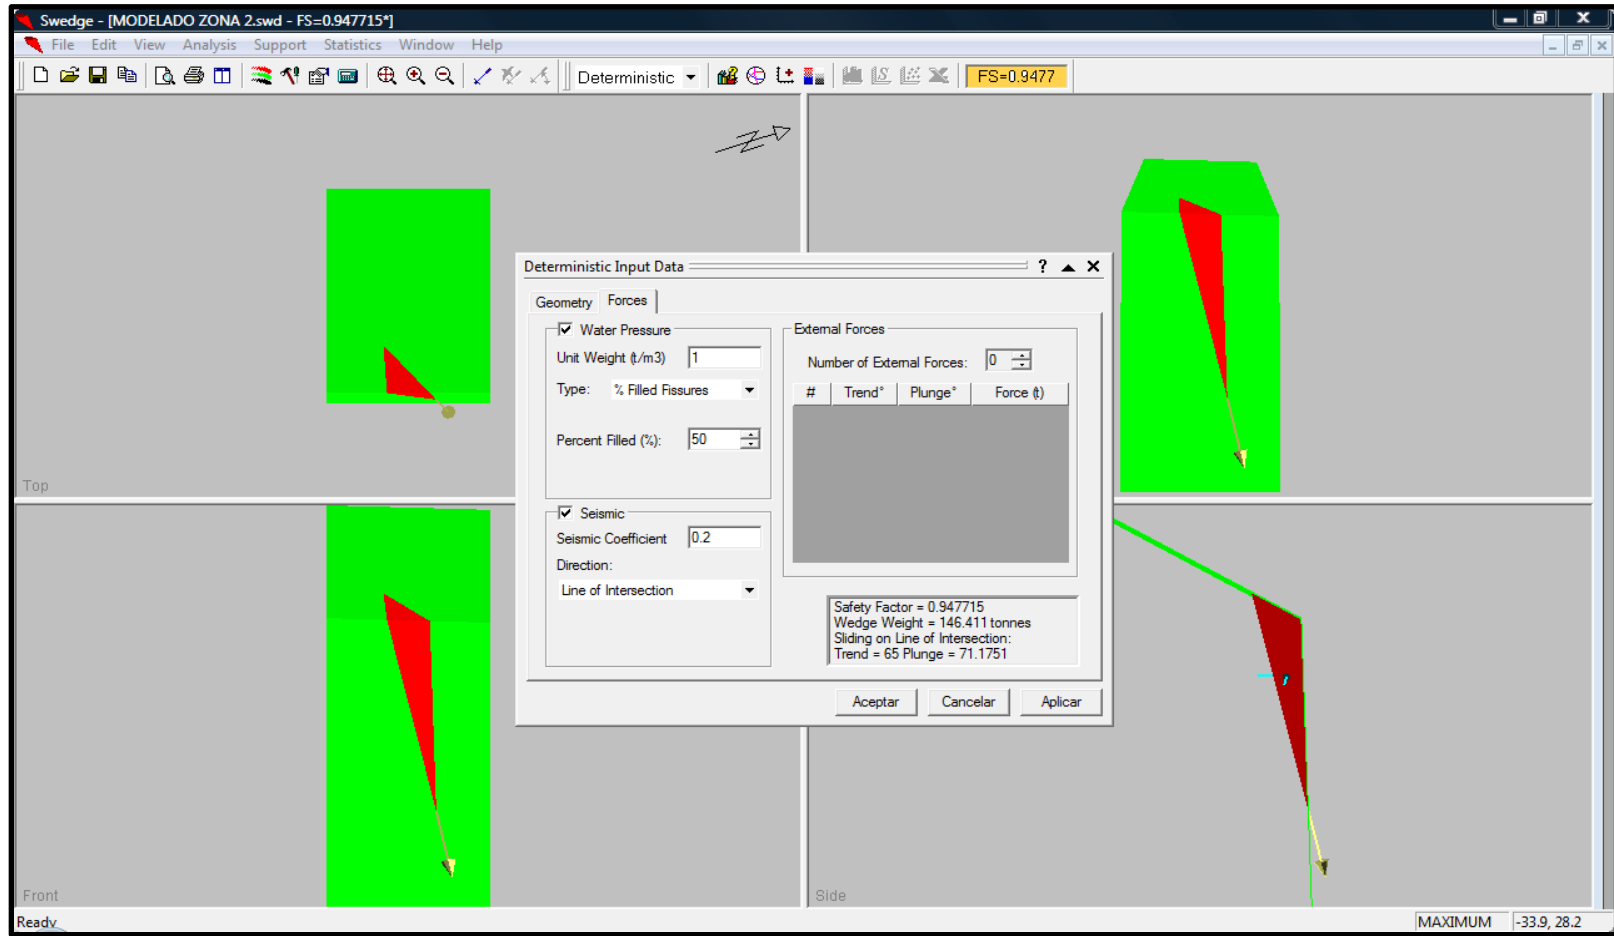 Swedge - [MODELADO ZONA 2.swd - FS=0.947715*]
File Edit View Analysis Support Statistics Window Help
Deterministic FS=0.9477
Top
Deterministic Input Data
Geometry Forces
Water Pressure
Unit Weight (t/m3) 1
Type: % Filled Fissures
Percent Filled (%): 50
Seismic
Seismic Coefficient 0.2
Direction:
Line of Intersection
External Forces
Number of External Forces: 0
# Trend° Plunge° Force (t)
Safety Factor = 0.947715
Wedge Weight = 146.411 tonnes
Sliding on Line of Intersection:
Trend = 65 Plunge = 71.1751
Aceptar Cancelar Aplicar
Front
Side
Ready MAXIMUM -33.9, 28.2